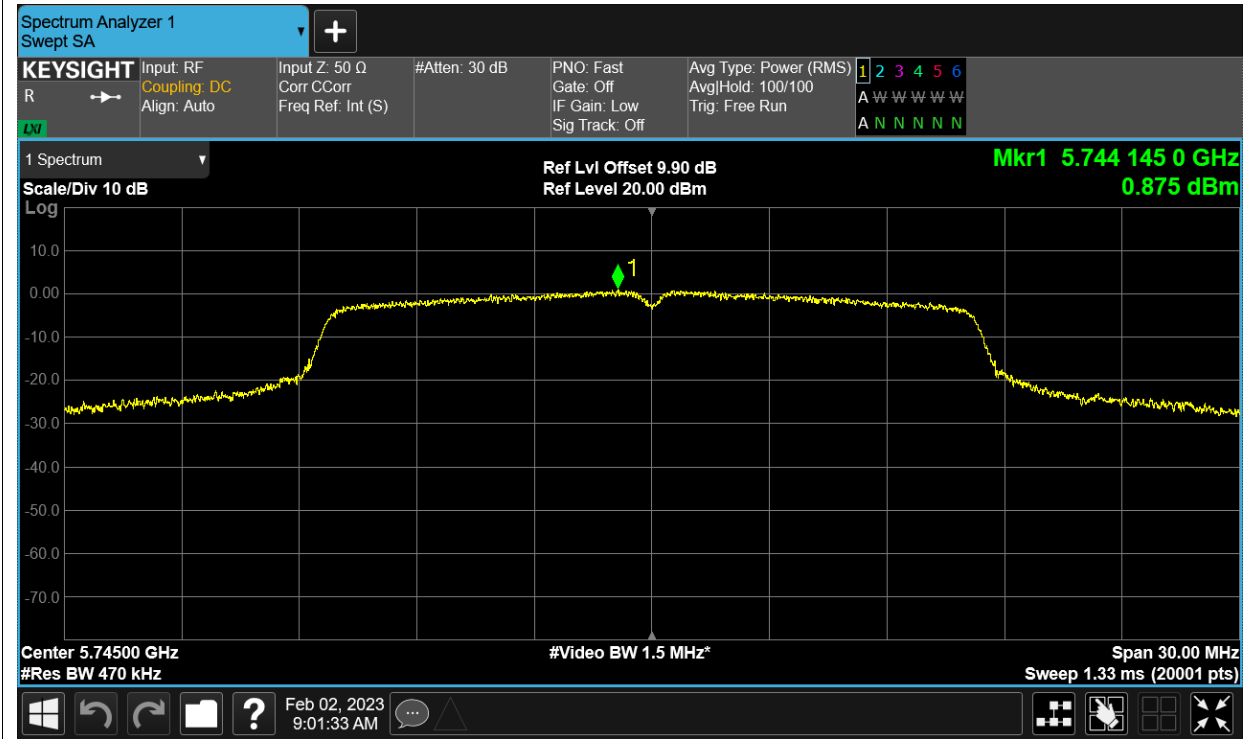 Spectrum Analyzer 1
Swept SA
+
KEYSIGHT
R
LXI
Input: RF
Coupling: DC
Align: Auto
Input Z: 50 Ω
Corr CCorr
Freq Ref: Int (S)
#Atten: 30 dB
PNO: Fast
Gate: Off
IF Gain: Low
Sig Track: Off
Avg Type: Power (RMS)
Avg|Hold: 100/100
Trig: Free Run
1 2 3 4 5 6
A W W W W W
A N N N N N
1 Spectrum
Scale/Div 10 dB
Log
Ref Lvl Offset 9.90 dB
Ref Level 20.00 dBm
Mkr1 5.744 145 0 GHz
0.875 dBm
10.0
1
0.00
-10.0
-20.0
-30.0
-40.0
-50.0
-60.0
-70.0
Center 5.74500 GHz
#Res BW 470 kHz
#Video BW 1.5 MHz*
Span 30.00 MHz
Sweep 1.33 ms (20001 pts)
?
Feb 02, 2023
9:01:33 AM